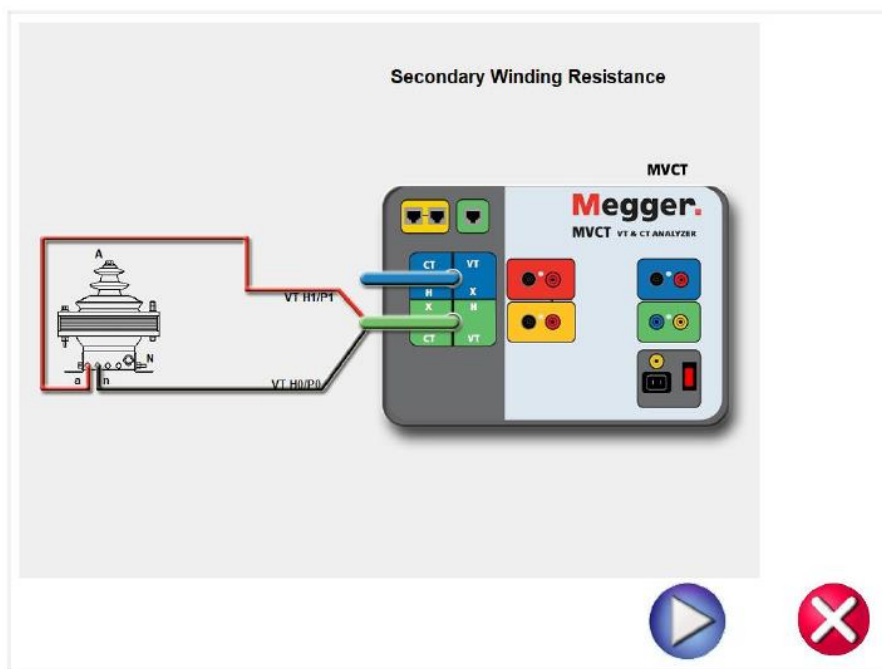 Secondary Winding Resistance
MVCT
Megger.
MVCT VT & CT ANALYZER
CT VT
H X
X H
CT VT
A
VT H1/P1
N
a n
VT H0/P0